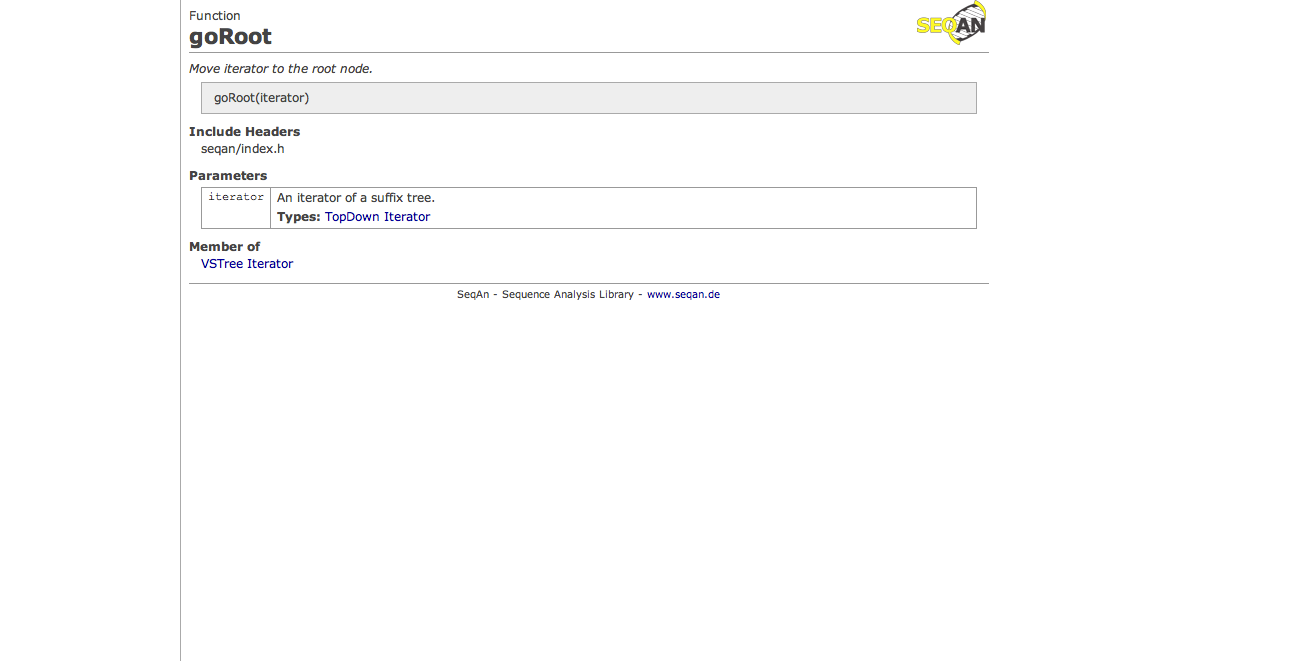 Function
goRoot
SEQAN
Move iterator to the root node.
goRoot(iterator)
Include Headers
seqan/index.h
Parameters
iterator An iterator of a suffix tree.
Types: TopDown Iterator
Member of
VSTree Iterator
SeqAn - Sequence Analysis Library - www.seqan.de